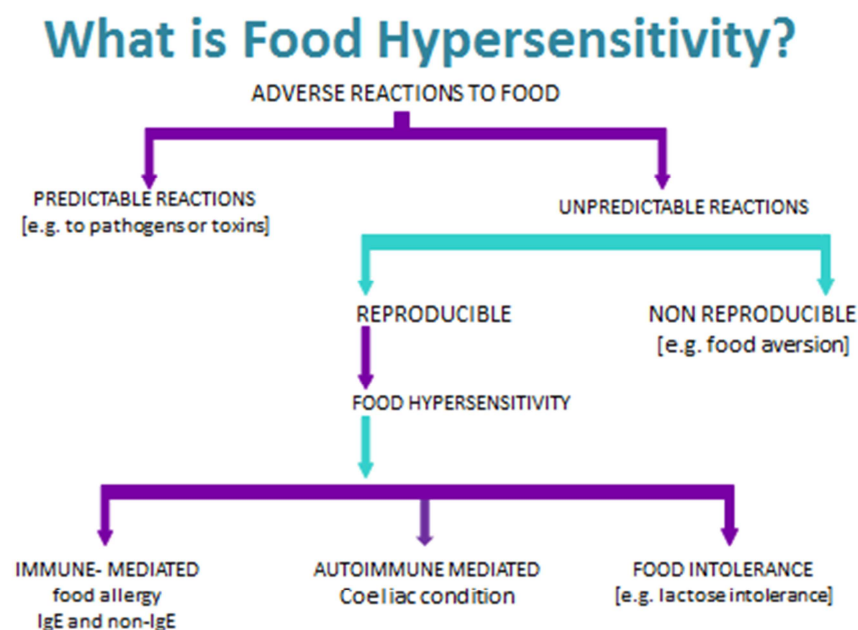 What is Food Hypersensitivity?
ADVERSE REACTIONS TO FOOD
PREDICTABLE REACTIONS
[e.g. to pathogens or toxins]
UNPREDICTABLE REACTIONS
REPRODUCIBLE
NON REPRODUCIBLE
[e.g. food aversion]
FOOD HYPERSENSITIVITY
IMMUNE- MEDIATED
food allergy
IgE and non-IgE
AUTOIMMUNE MEDIATED
Coeliac condition
FOOD INTOLERANCE
[e.g. lactose intolerance]